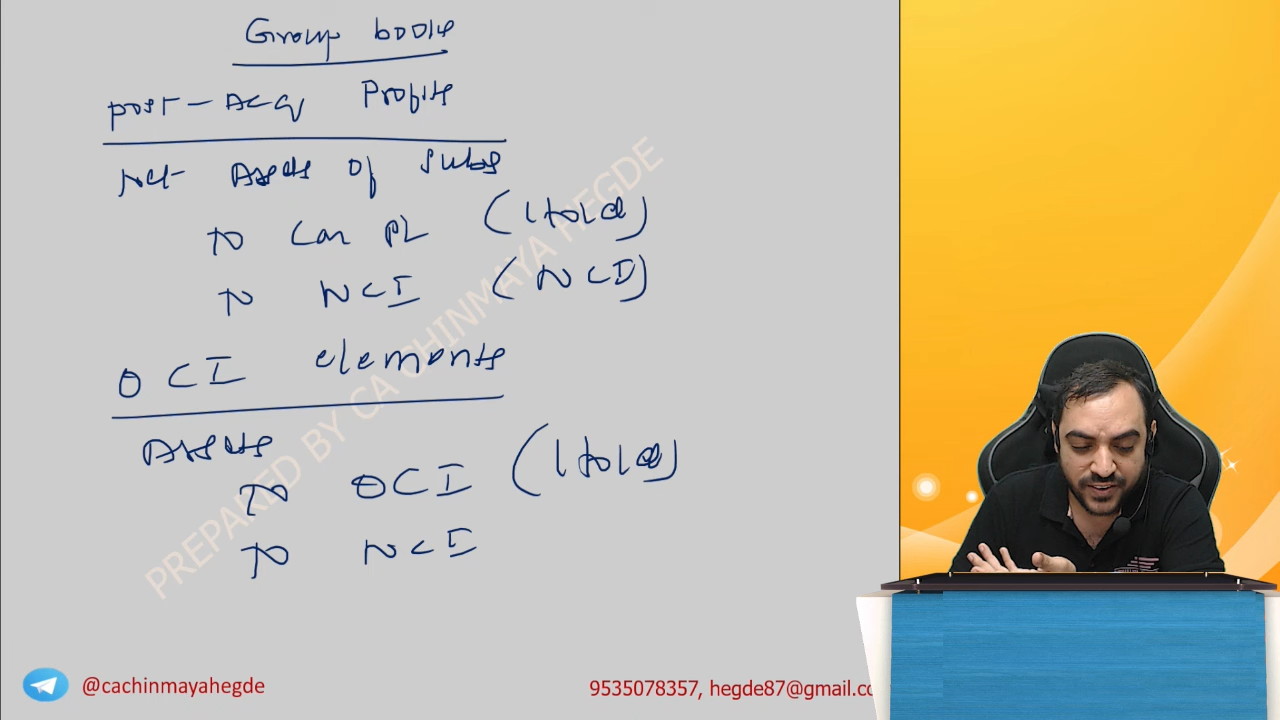 Group books
post-Acq Profits
Net Assets of Subs
To Con PL (Hold)
To NCI (NCI)
OCI elements
Assets
To OCI (Hold)
To NCI
PREPARED BY CA CHINMAYA HEGDE
@cachinmayahegde
9535078357, hegde87@gmail.co